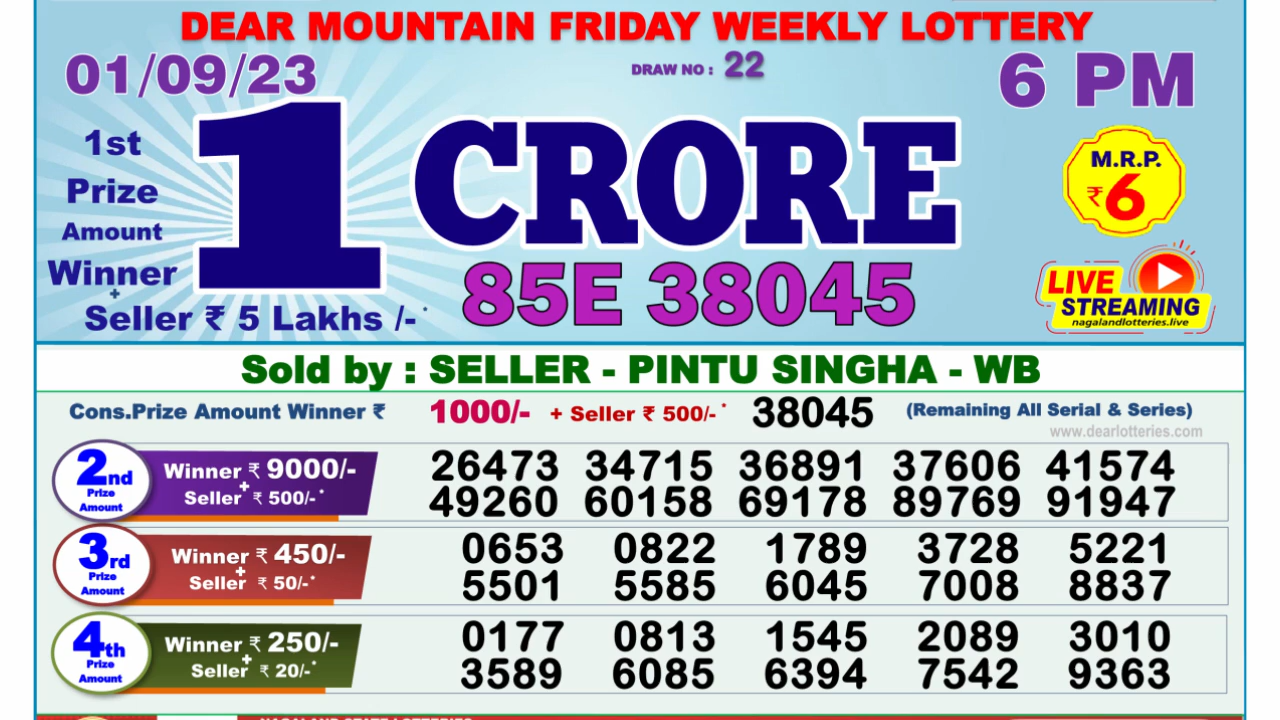 DEAR MOUNTAIN FRIDAY WEEKLY LOTTERY
01/09/23
DRAW NO : 22
6 PM
1st
Prize
Amount
Winner
+
Seller ₹ 5 Lakhs /-*
1 CRORE
85E 38045
M.R.P.
₹6
LIVE
STREAMING
nagalandlotteries.live
Sold by : SELLER - PINTU SINGHA - WB
Cons.Prize Amount Winner ₹ 1000/- + Seller ₹ 500/-* 38045 (Remaining All Serial & Series)
www.dearlotteries.com
2nd
Prize
Amount
Winner ₹ 9000/-
+
Seller ₹ 500/-*
26473 34715 36891 37606 41574
49260 60158 69178 89769 91947
3rd
Prize
Amount
Winner ₹ 450/-
+
Seller ₹ 50/-*
0653 0822 1789 3728 5221
5501 5585 6045 7008 8837
4th
Prize
Amount
Winner ₹ 250/-
+
Seller ₹ 20/-*
0177 0813 1545 2089 3010
3589 6085 6394 7542 9363
NAGALAND STATE LOTTERIES